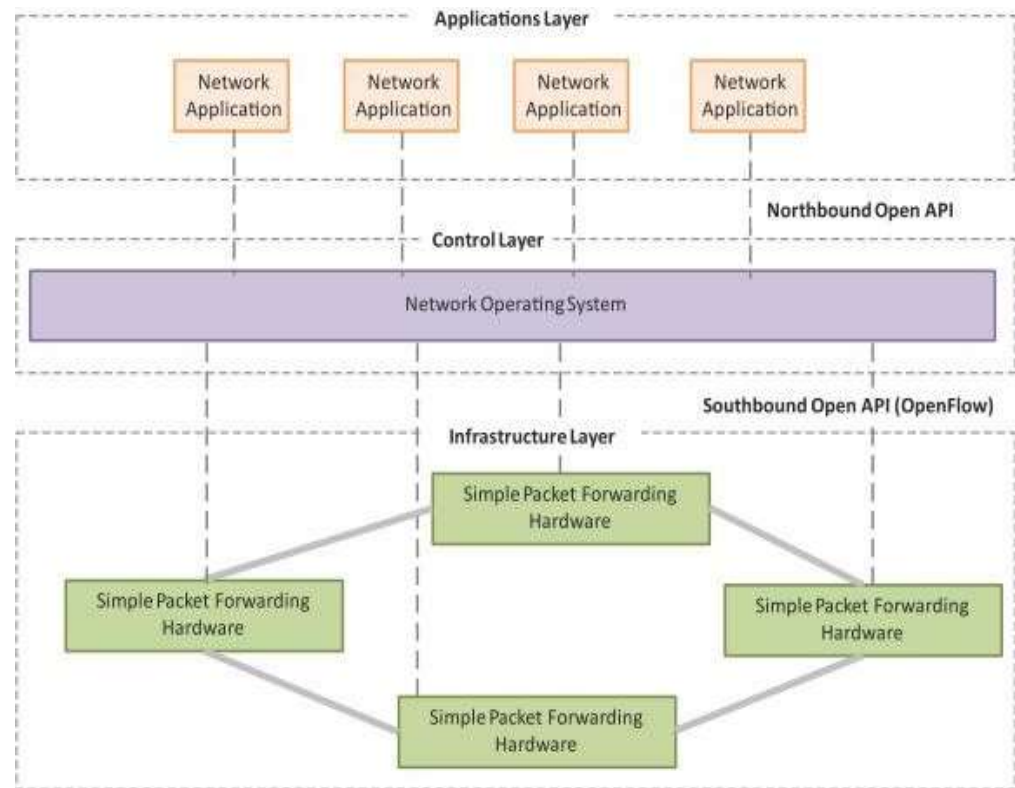 Applications Layer
Network
Application
Network
Application
Network
Application
Network
Application
Northbound Open API
Control Layer
Network Operating System
Southbound Open API (OpenFlow)
Infrastructure Layer
Simple Packet Forwarding
Hardware
Simple Packet Forwarding
Hardware
Simple Packet Forwarding
Hardware
Simple Packet Forwarding
Hardware